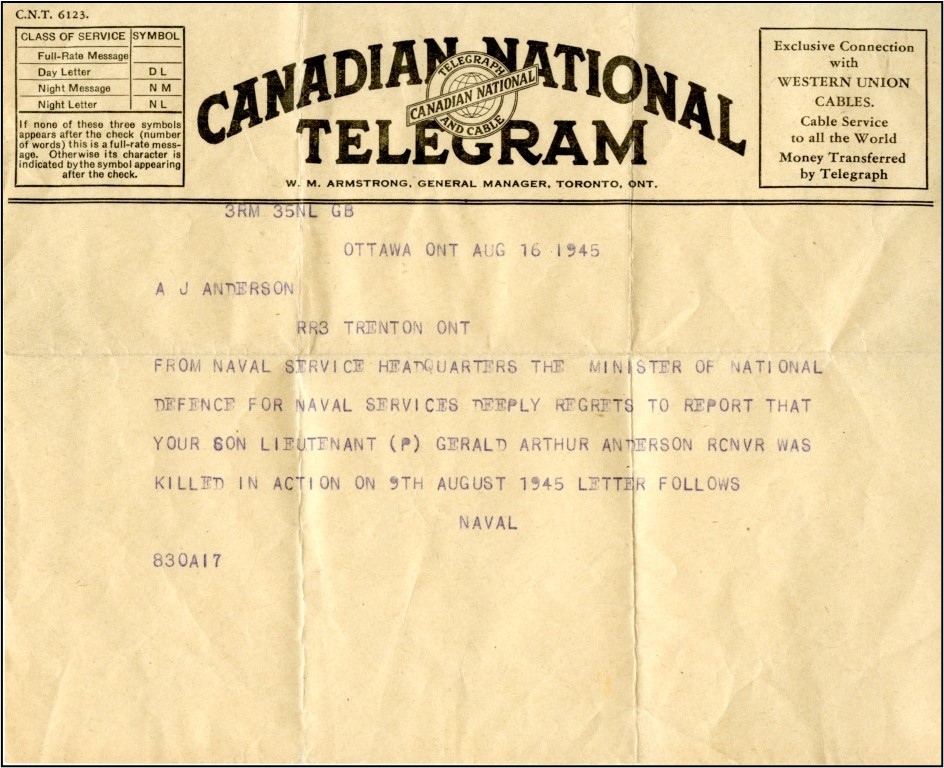 C.N.T. 6123.
CLASS OF SERVICE SYMBOL
Full-Rate Message
Day Letter D L
Night Message N M
Night Letter N L
If none of these three symbols
appears after the check (number
of words) this is a full-rate mess-
age. Otherwise its character is
indicated by the symbol appearing
after the check.
CANADIAN NATIONAL
TELEGRAPH
CANADIAN NATIONAL
AND CABLE
TELEGRAM
W. M. ARMSTRONG, GENERAL MANAGER, TORONTO, ONT.
Exclusive Connection
with
WESTERN UNION
CABLES.
Cable Service
to all the World
Money Transferred
by Telegraph
3RM 35NL GB
OTTAWA ONT AUG 16 1945
A J ANDERSON
RR3 TRENTON ONT
FROM NAVAL SERVICE HEADQUARTERS THE MINISTER OF NATIONAL
DEFENCE FOR NAVAL SERVICES DEEPLY REGRETS TO REPORT THAT
YOUR SON LIEUTENANT (P) GERALD ARTHUR ANDERSON RCNVR WAS
KILLED IN ACTION ON 9TH AUGUST 1945 LETTER FOLLOWS
NAVAL
830A17